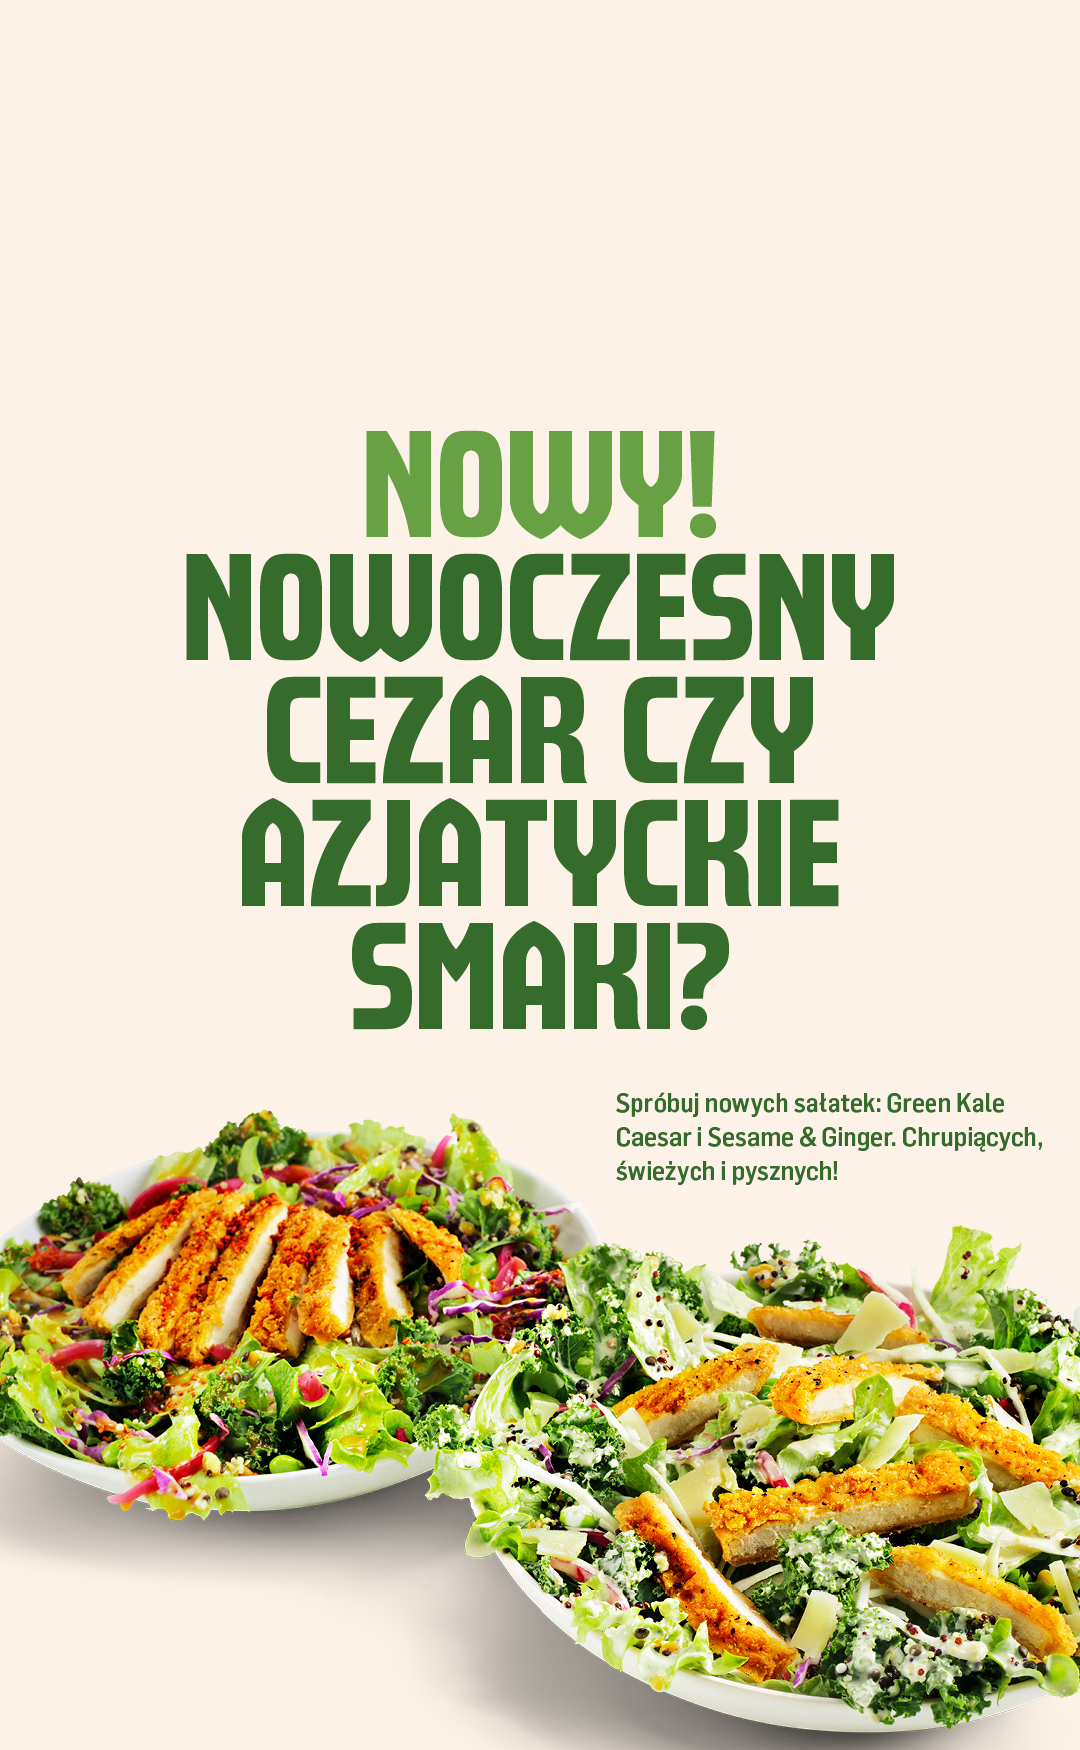 NOWY!
NOWOCZESNY
CEZAR CZY
AZJATYCKIE
SMAKI?
Spróbuj nowych sałatek: Green Kale
Caesar i Sesame & Ginger. Chrupiących,
świeżych i pysznych!